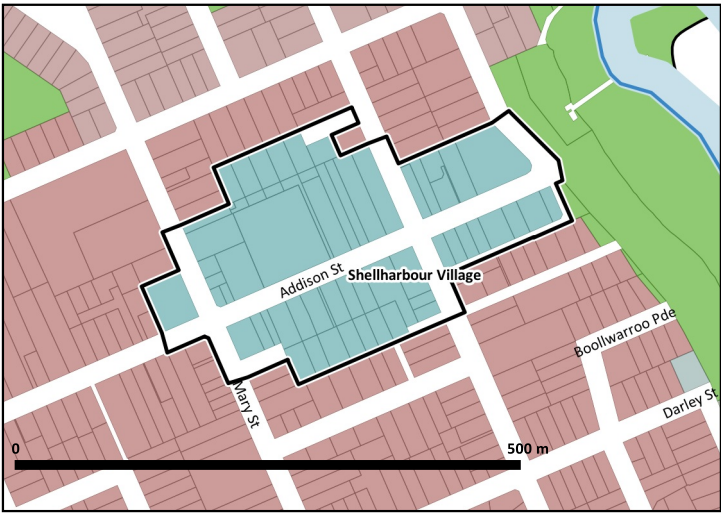 Addison St
Shellharbour Village
Boollwarroo Pde
Mary St
Darley St
0
500 m